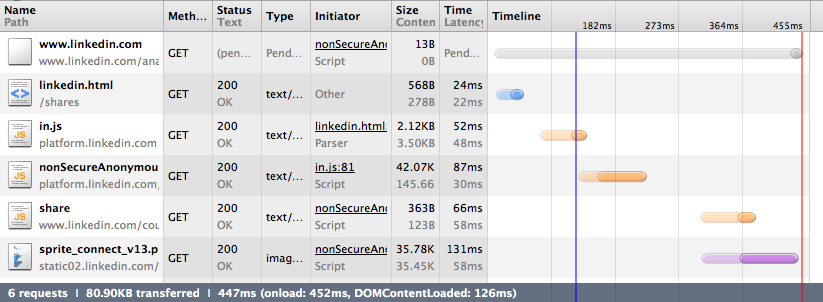 Name Meth... Status Type Initiator Size Time Timeline
Path Text Conten Latency 182ms 273ms 364ms 455ms
www.linkedin.com GET (pen... Pend... nonSecureAno 13B Pend...
www.linkedin.com/ana Script 0B
linkedin.html GET 200 text/... Other 568B 24ms
/shares OK 278B 22ms
in.js GET 200 text/... linkedin.html: 2.12KB 52ms
platform.linkedin.com OK Parser 3.50KB 48ms
nonSecureAnonymou GET 200 text/... in.js:81 42.07K 87ms
platform.linkedin.com, OK Script 145.66 30ms
share GET 200 text/... nonSecureAno 363B 66ms
www.linkedin.com/cou OK Script 123B 58ms
sprite_connect_v13.p GET 200 imag... nonSecureAno 35.78K 131ms
static02.linkedin.com/ OK Script 35.45K 58ms
6 requests | 80.90KB transferred | 447ms (onload: 452ms, DOMContentLoaded: 126ms)